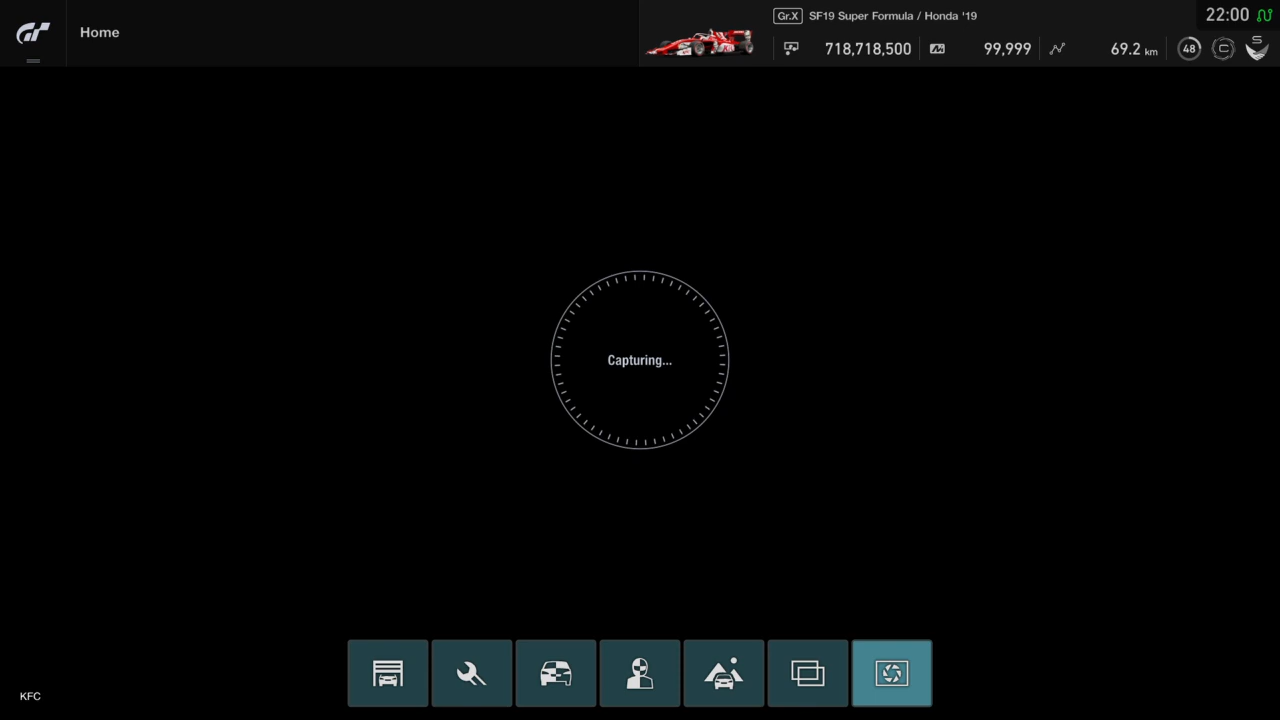 Home
Gr.X SF19 Super Formula / Honda '19
22:00
718,718,500 99,999 69.2 km 48 C S
Capturing...
KFC